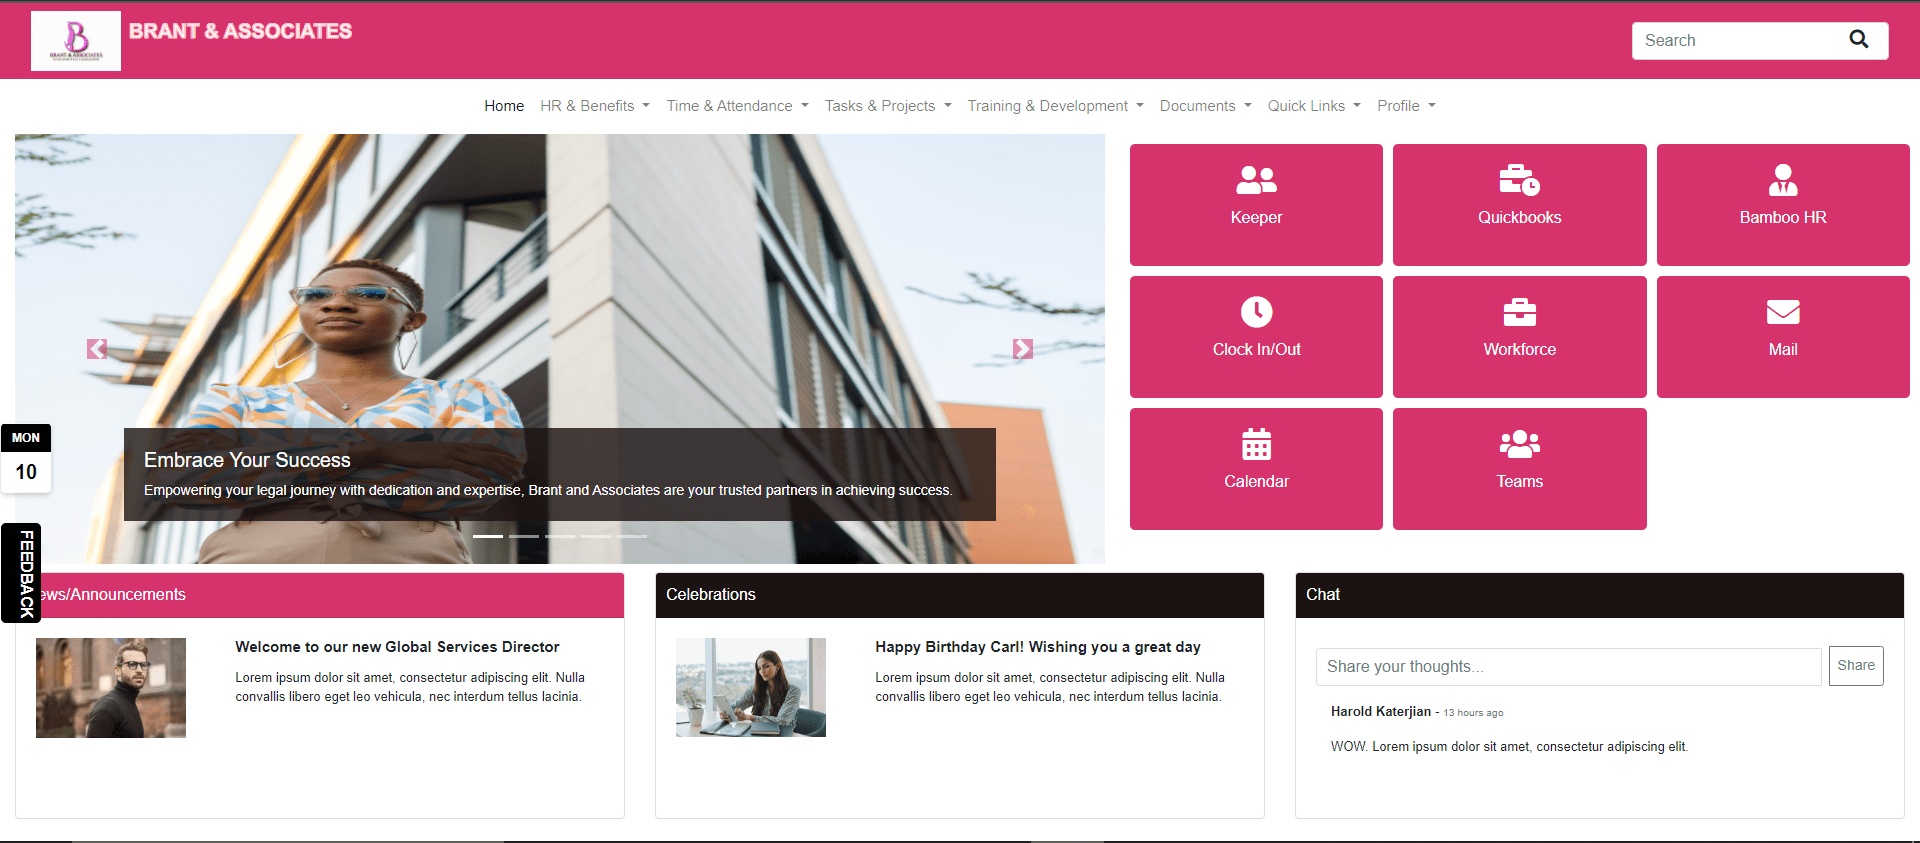 BRANT & ASSOCIATES
BRANT & ASSOCIATES
Search
Home HR & Benefits Time & Attendance Tasks & Projects Training & Development Documents Quick Links Profile
Keeper
Quickbooks
Bamboo HR
Clock In/Out
Workforce
Mail
Calendar
Teams
Embrace Your Success
Empowering your legal journey with dedication and expertise, Brant and Associates are your trusted partners in achieving success.
MON
10
FEEDBACK
ews/Announcements
Welcome to our new Global Services Director
Lorem ipsum dolor sit amet, consectetur adipiscing elit. Nulla
convallis libero eget leo vehicula, nec interdum tellus lacinia.
Celebrations
Happy Birthday Carl! Wishing you a great day
Lorem ipsum dolor sit amet, consectetur adipiscing elit. Nulla
convallis libero eget leo vehicula, nec interdum tellus lacinia.
Chat
Share your thoughts...
Share
Harold Katerjian - 13 hours ago
WOW. Lorem ipsum dolor sit amet, consectetur adipiscing elit.